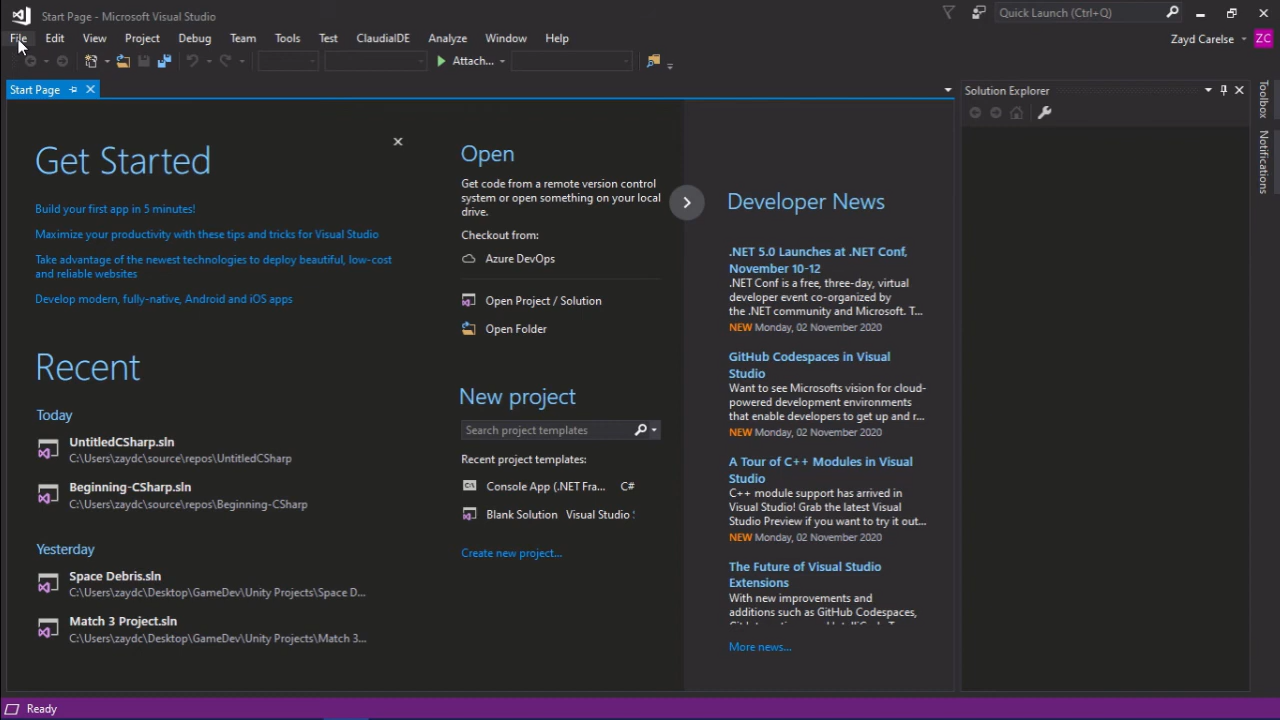 Start Page - Microsoft Visual Studio
Quick Launch (Ctrl+Q)
File Edit View Project Debug Team Tools Test ClaudiaIDE Analyze Window Help
Zayd Carelse ZC
Attach...
Start Page
Solution Explorer
Toolbox
Notifications
Get Started
Build your first app in 5 minutes!
Maximize your productivity with these tips and tricks for Visual Studio
Take advantage of the newest technologies to deploy beautiful, low-cost
and reliable websites
Develop modern, fully-native, Android and iOS apps
Recent
Today
UntitledCSharp.sln
C:\Users\zaydc\source\repos\UntitledCSharp
Beginning-CSharp.sln
C:\Users\zaydc\source\repos\Beginning-CSharp
Yesterday
Space Debris.sln
C:\Users\zaydc\Desktop\GameDev\Unity Projects\Space D...
Match 3 Project.sln
C:\Users\zaydc\Desktop\GameDev\Unity Projects\Match 3...
Open
Get code from a remote version control
system or open something on your local
drive.
Checkout from:
Azure DevOps
Open Project / Solution
Open Folder
New project
Search project templates
Recent project templates:
Console App (.NET Fra... C#
Blank Solution Visual Studio
Create new project...
Developer News
.NET 5.0 Launches at .NET Conf,
November 10-12
.NET Conf is a free, three-day, virtual
developer event co-organized by
the .NET community and Microsoft. T...
NEW Monday, 02 November 2020
GitHub Codespaces in Visual
Studio
Want to see Microsofts vision for cloud-
powered development environments
that enable developers to get up and r...
NEW Monday, 02 November 2020
A Tour of C++ Modules in Visual
Studio
C++ module support has arrived in
Visual Studio! Grab the latest Visual
Studio Preview if you want to try it out...
NEW Monday, 02 November 2020
The Future of Visual Studio
Extensions
With new improvements and
additions such as GitHub Codespaces,
More news...
Ready